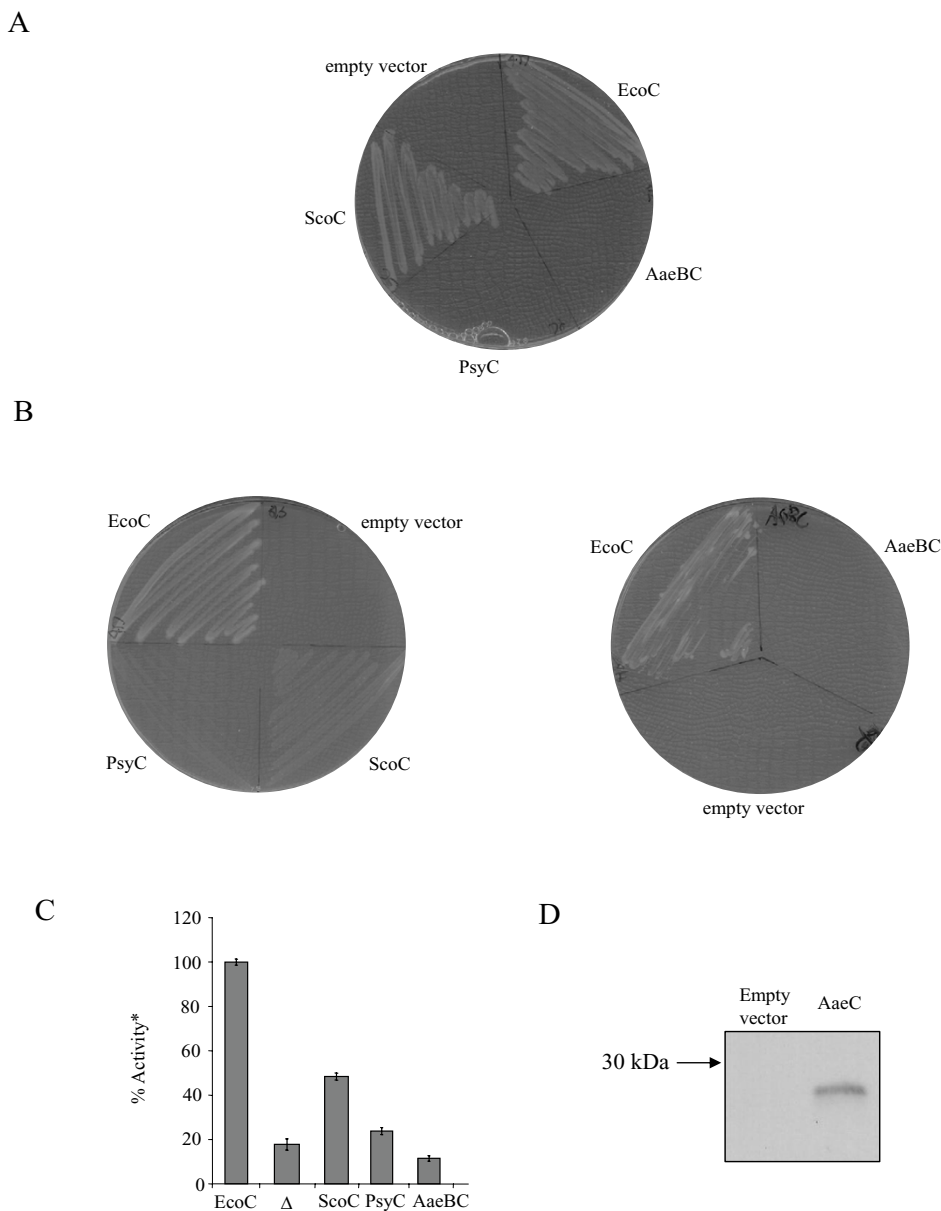 A
empty vector
EcoC
ScoC
AaeBC
PsyC
B
EcoC
empty vector
PsyC
ScoC
EcoC
AaeBC
empty vector
C
120
100
80
60
40
20
0
% Activity*
EcoC
Δ
ScoC
PsyC
AaeBC
D
Empty
vector
AaeC
30 kDa